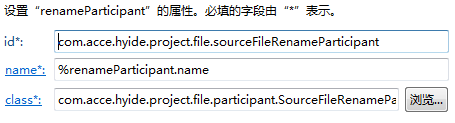 设置“renameParticipant”的属性。必填的字段由“*”表示。
id*: com.acce.hyide.project.file.sourceFileRenameParticipant
name*: %renameParticipant.name
class*: com.acce.hyide.project.file.participant.SourceFileRenamePa 浏览...